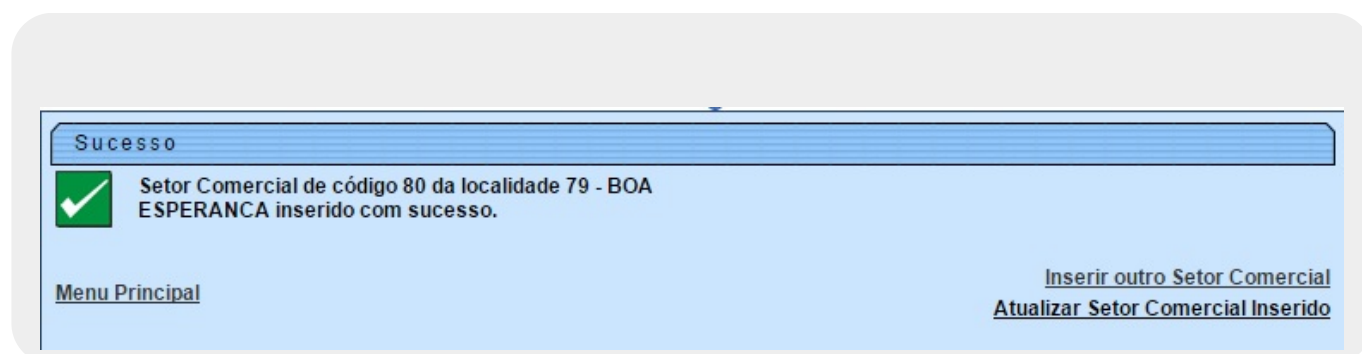 Sucesso
Setor Comercial de código 80 da localidade 79 - BOA
ESPERANCA inserido com sucesso.
Inserir outro Setor Comercial
Menu Principal
Atualizar Setor Comercial Inserido